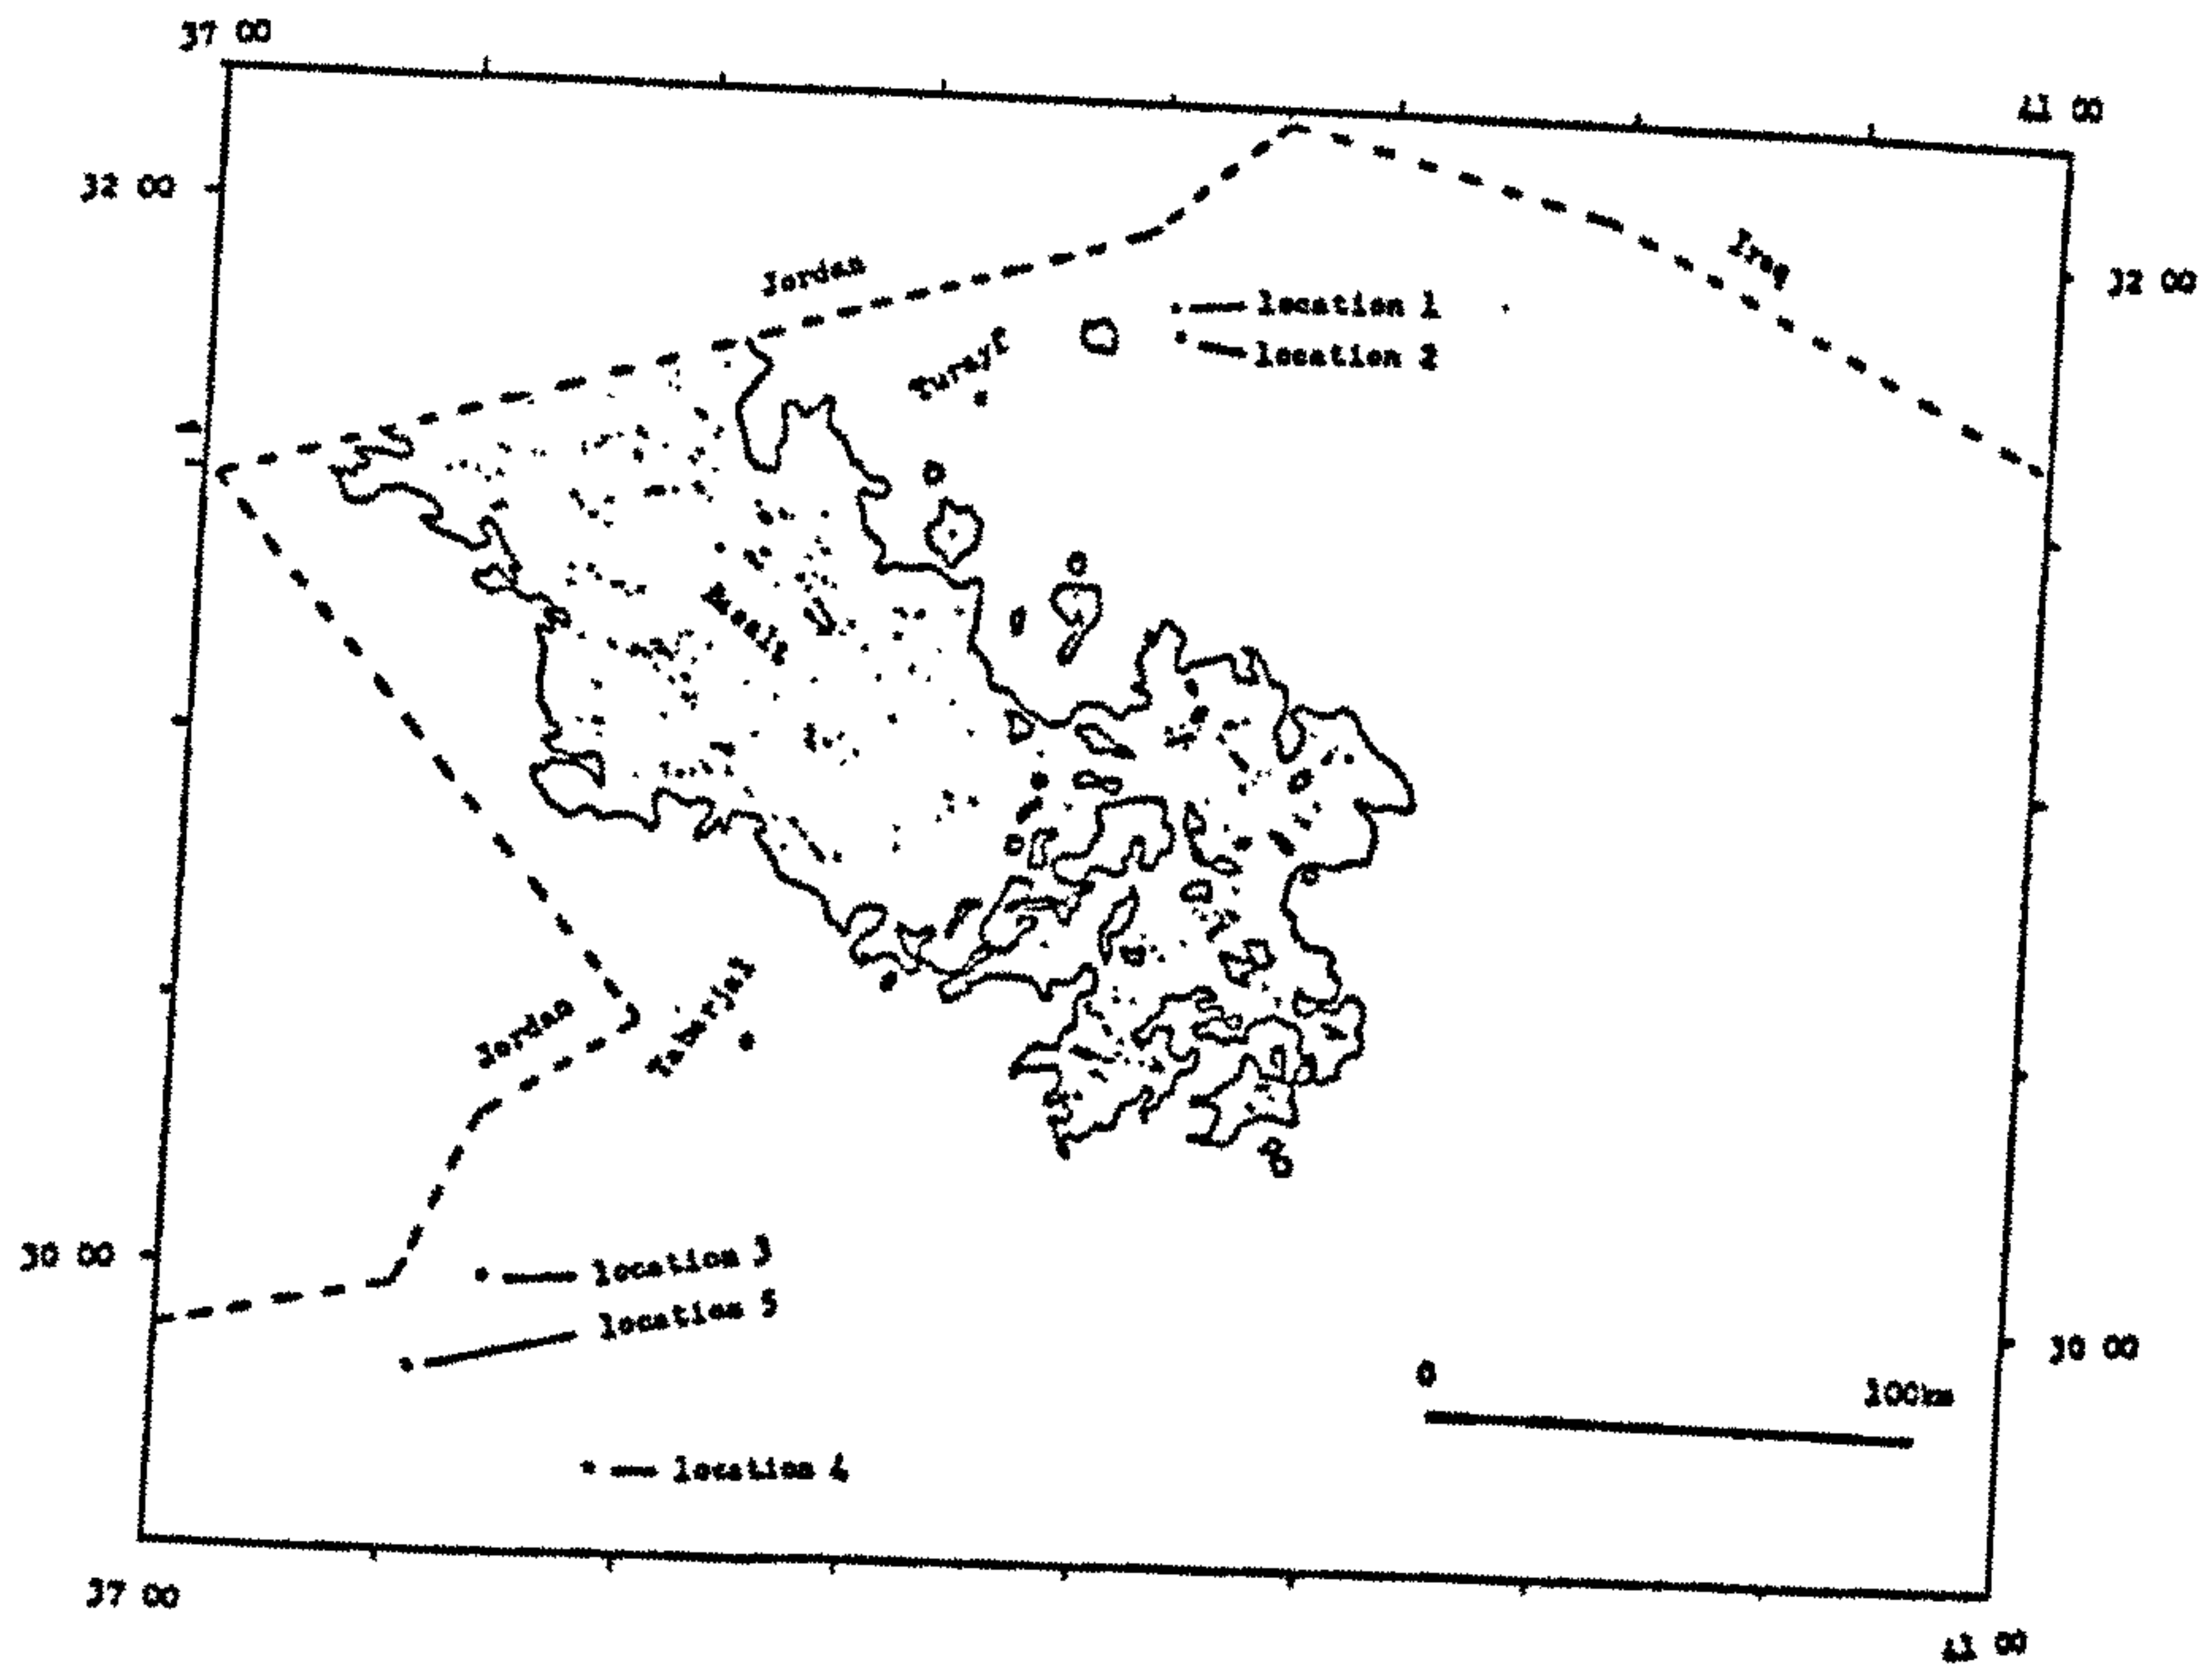 37 00
41 00
32 00
Iraq
32 00
Jordan
location 1
Turayf
location 2
Tabarjal
Jordan
30 00
location 3
location 5
30 00
0
100km
location 4
37 00
41 00